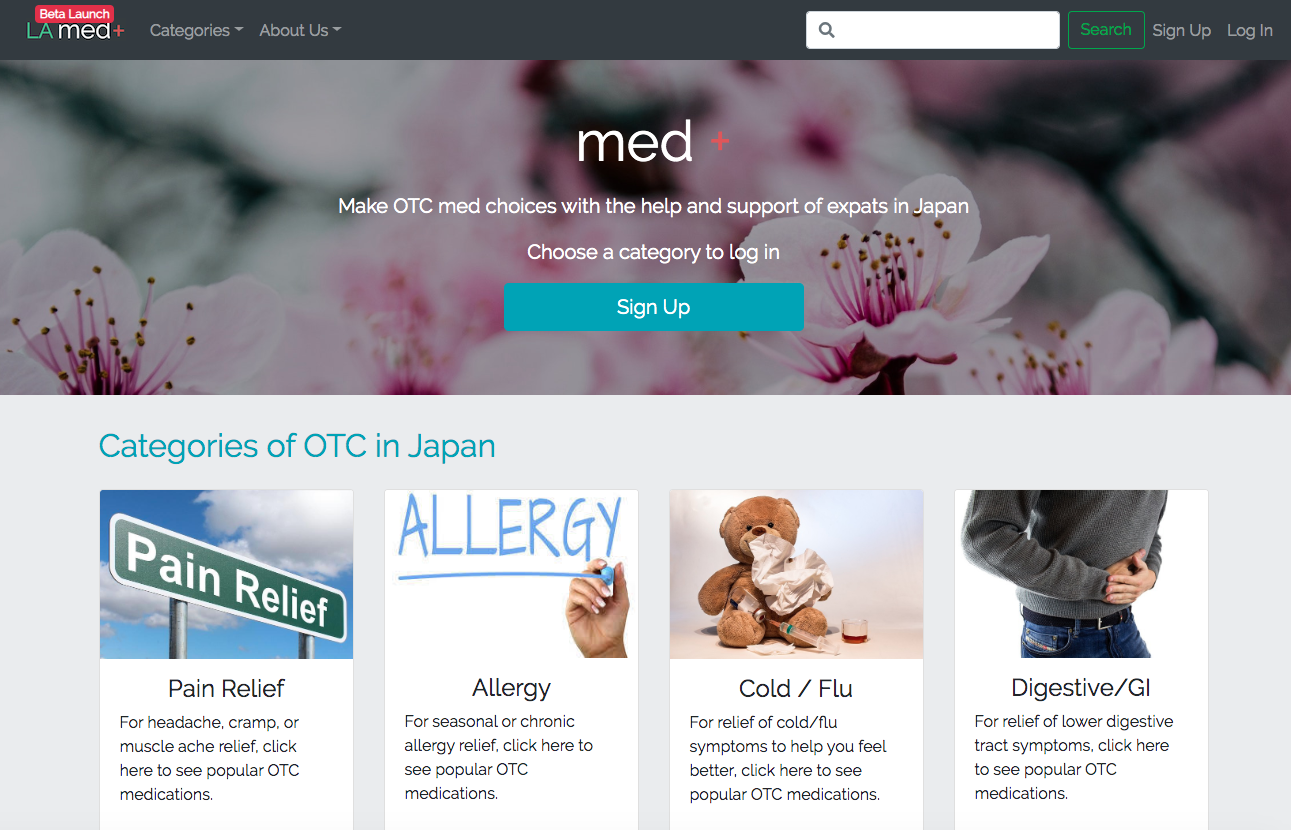 Beta Launch
LA med+
Categories
About Us
Search
Sign Up
Log In
med +
Make OTC med choices with the help and support of expats in Japan
Choose a category to log in
Sign Up
Categories of OTC in Japan
Pain Relief
ALLERGY
Pain Relief
For headache, cramp, or
muscle ache relief, click
here to see popular OTC
medications.
Allergy
For seasonal or chronic
allergy relief, click here to
see popular OTC
medications.
Cold / Flu
For relief of cold/flu
symptoms to help you feel
better, click here to see
popular OTC medications.
Digestive/GI
For relief of lower digestive
tract symptoms, click here
to see popular OTC
medications.